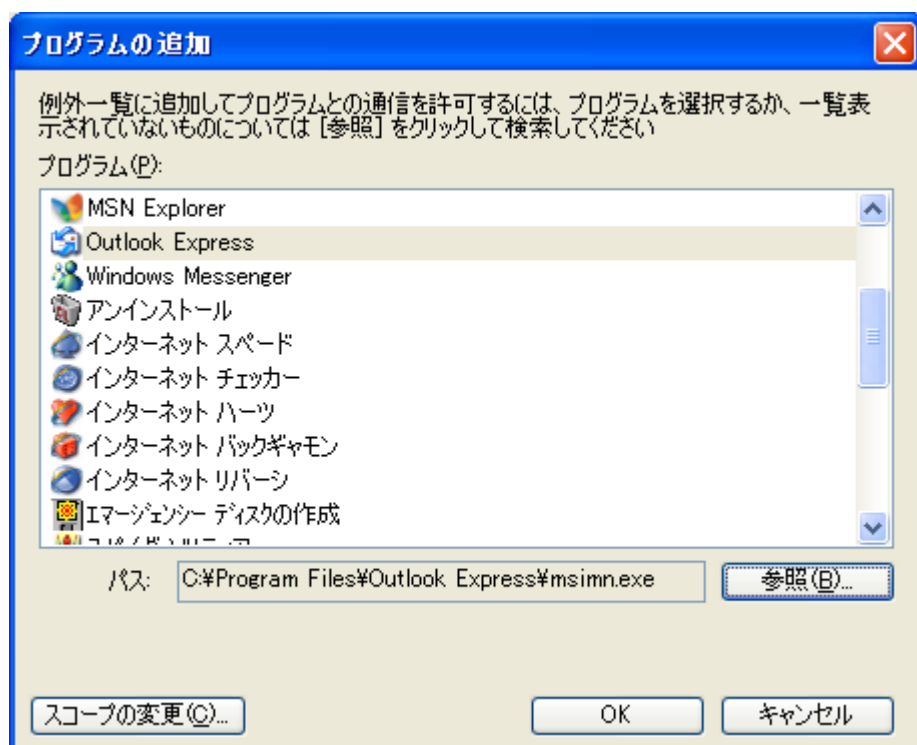 プログラムの追加
例外一覧に追加してプログラムとの通信を許可するには、プログラムを選択するか、一覧表
示されていないものについては [参照] をクリックして検索してください
プログラム(P):
MSN Explorer
Outlook Express
Windows Messenger
アンインストール
インターネット スペード
インターネット チェッカー
インターネット ハーツ
インターネット バックギャモン
インターネット リバーシ
エマージェンシー ディスクの作成
パス: C:¥Program Files¥Outlook Express¥msimn.exe 参照(B)...
スコープの変更(C)... OK キャンセル